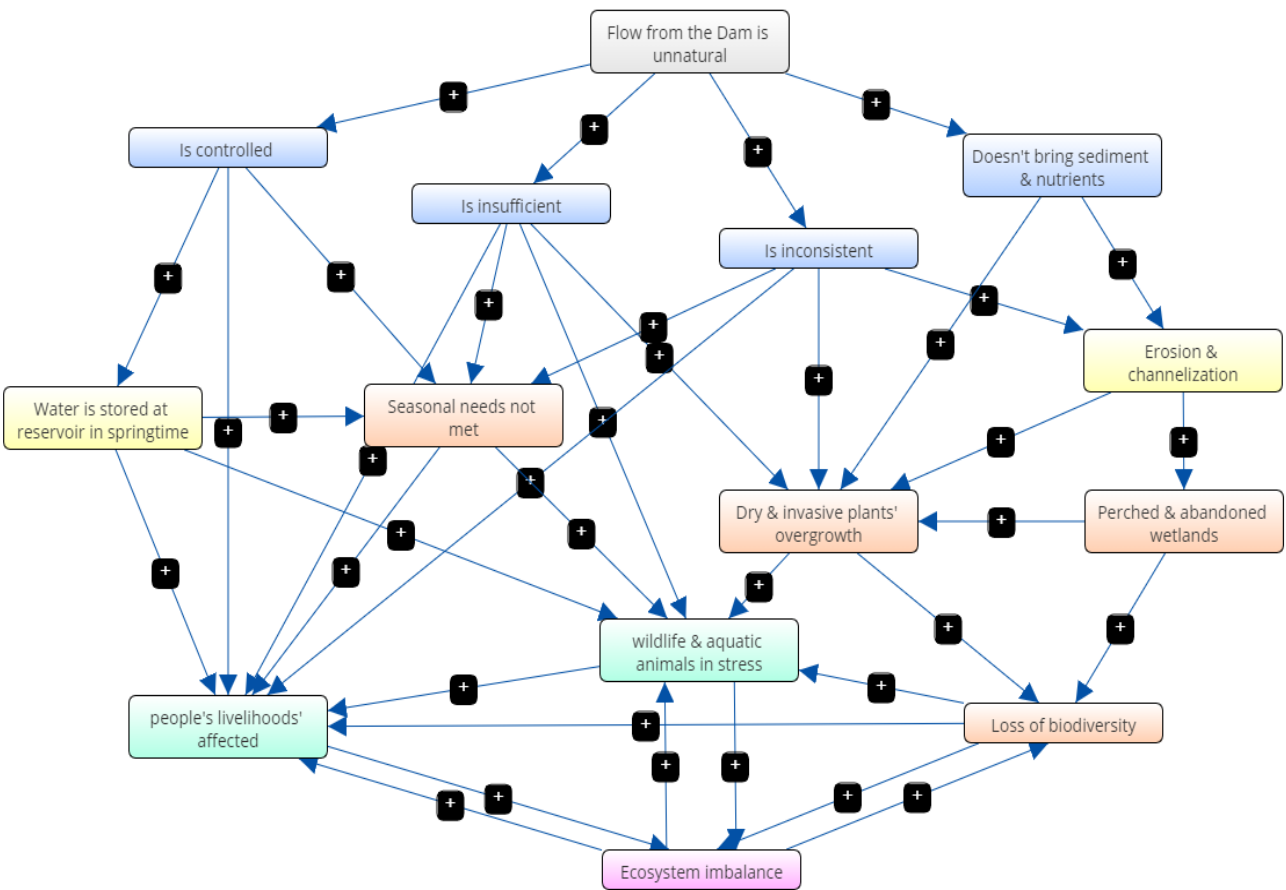 Flow from the Dam is
unnatural
+
+
+
+
Is controlled
Is insufficient
Is inconsistent
Doesn't bring sediment
& nutrients
+
+
+
+
+
+
+
+
+
+
Water is stored at
reservoir in springtime
Seasonal needs not
met
Erosion &
channelization
+
+
+
+
+
+
+
+
Dry & invasive plants'
overgrowth
Perched & abandoned
wetlands
+
+
+
+
+
+
+
wildlife & aquatic
animals in stress
people's livelihoods'
affected
Loss of biodiversity
+
+
+
+
+
+
+
+
+
Ecosystem imbalance